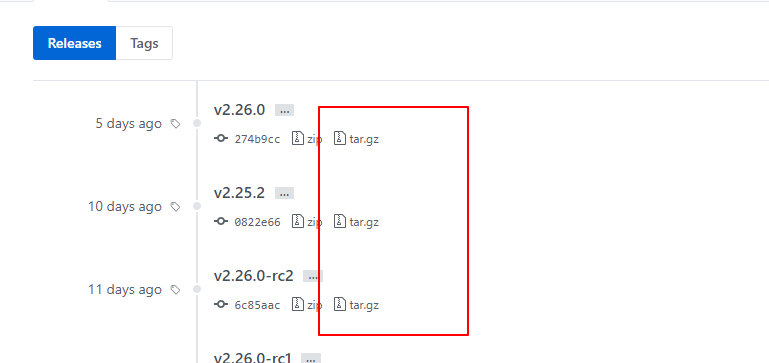 Releases Tags
v2.26.0 ...
5 days ago
274b9cc zip tar.gz
v2.25.2 ...
10 days ago
0822e66 zip tar.gz
v2.26.0-rc2 ...
11 days ago
6c85aac zip tar.gz
v2.26.0-rc1 ...